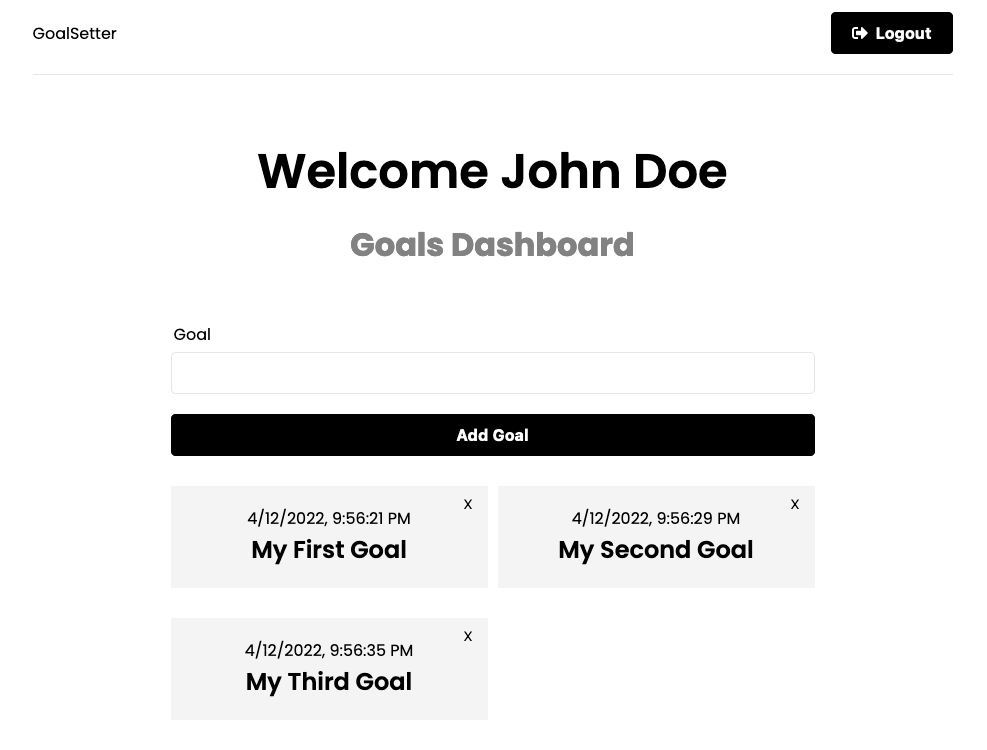 GoalSetter
Logout
Welcome John Doe
Goals Dashboard
Goal
Add Goal
X
4/12/2022, 9:56:21 PM
My First Goal
X
4/12/2022, 9:56:29 PM
My Second Goal
X
4/12/2022, 9:56:35 PM
My Third Goal